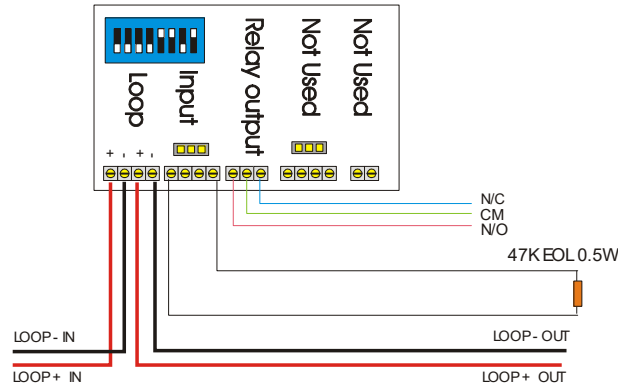 Loop
Input
Relay output
Not Used
Not Used
+ - + -
N/C
CM
N/O
47K EOL 0.5W
LOOP - IN
LOOP - OUT
LOOP + IN
LOOP + OUT